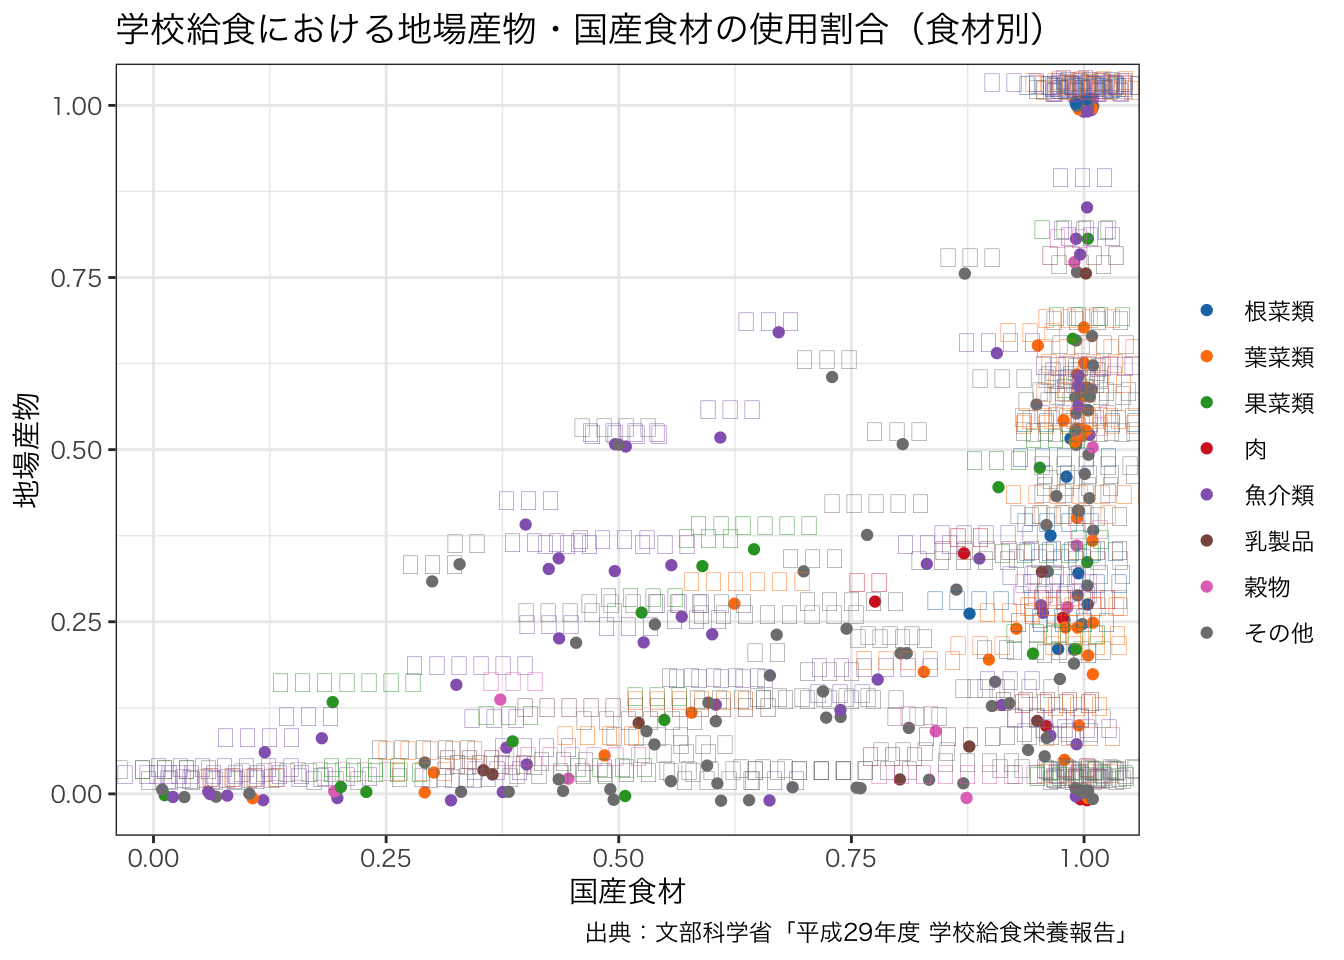 学校給食における地場産物・国産食材の使用割合（食材別）
1.00
0.75
0.50
0.25
0.00
地場産物
0.00 0.25 0.50 0.75 1.00
国産食材
根菜類
葉菜類
果菜類
肉
魚介類
乳製品
穀物
その他
出典：文部科学省「平成29年度 学校給食栄養報告」